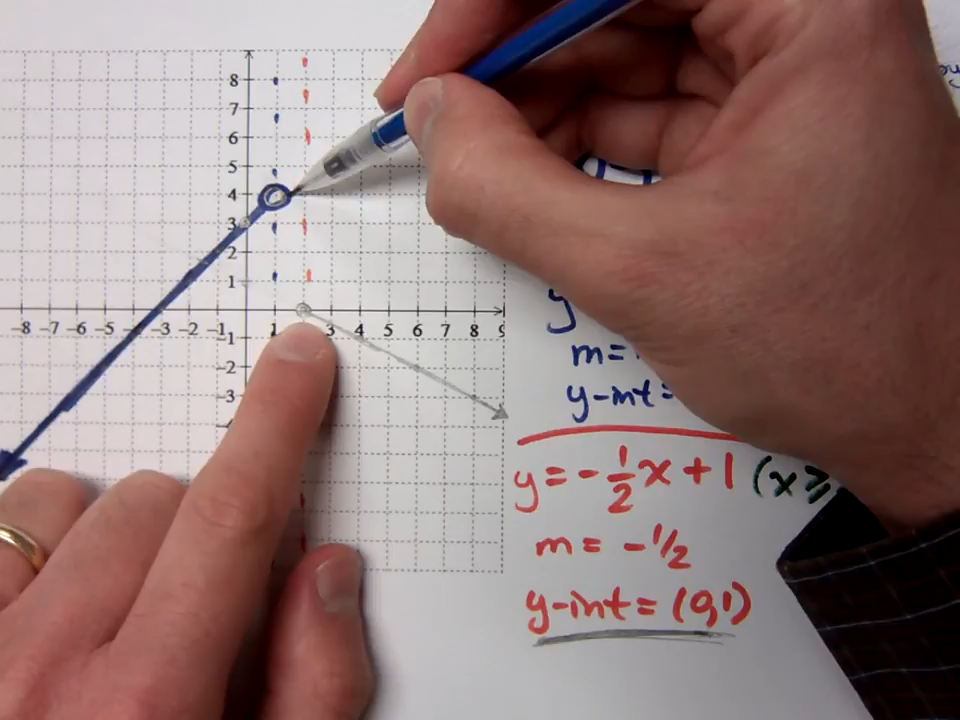 8
7
6
5
4
3
2
1
-8 -7 -6 -5 -4 -3 -2 -1 1 3 4 5 6 7 8 9
-1
-2
-3
y
m=
y-int=
y=-1/2x+1 (x≥
m= -1/2
y-int= (0,1)